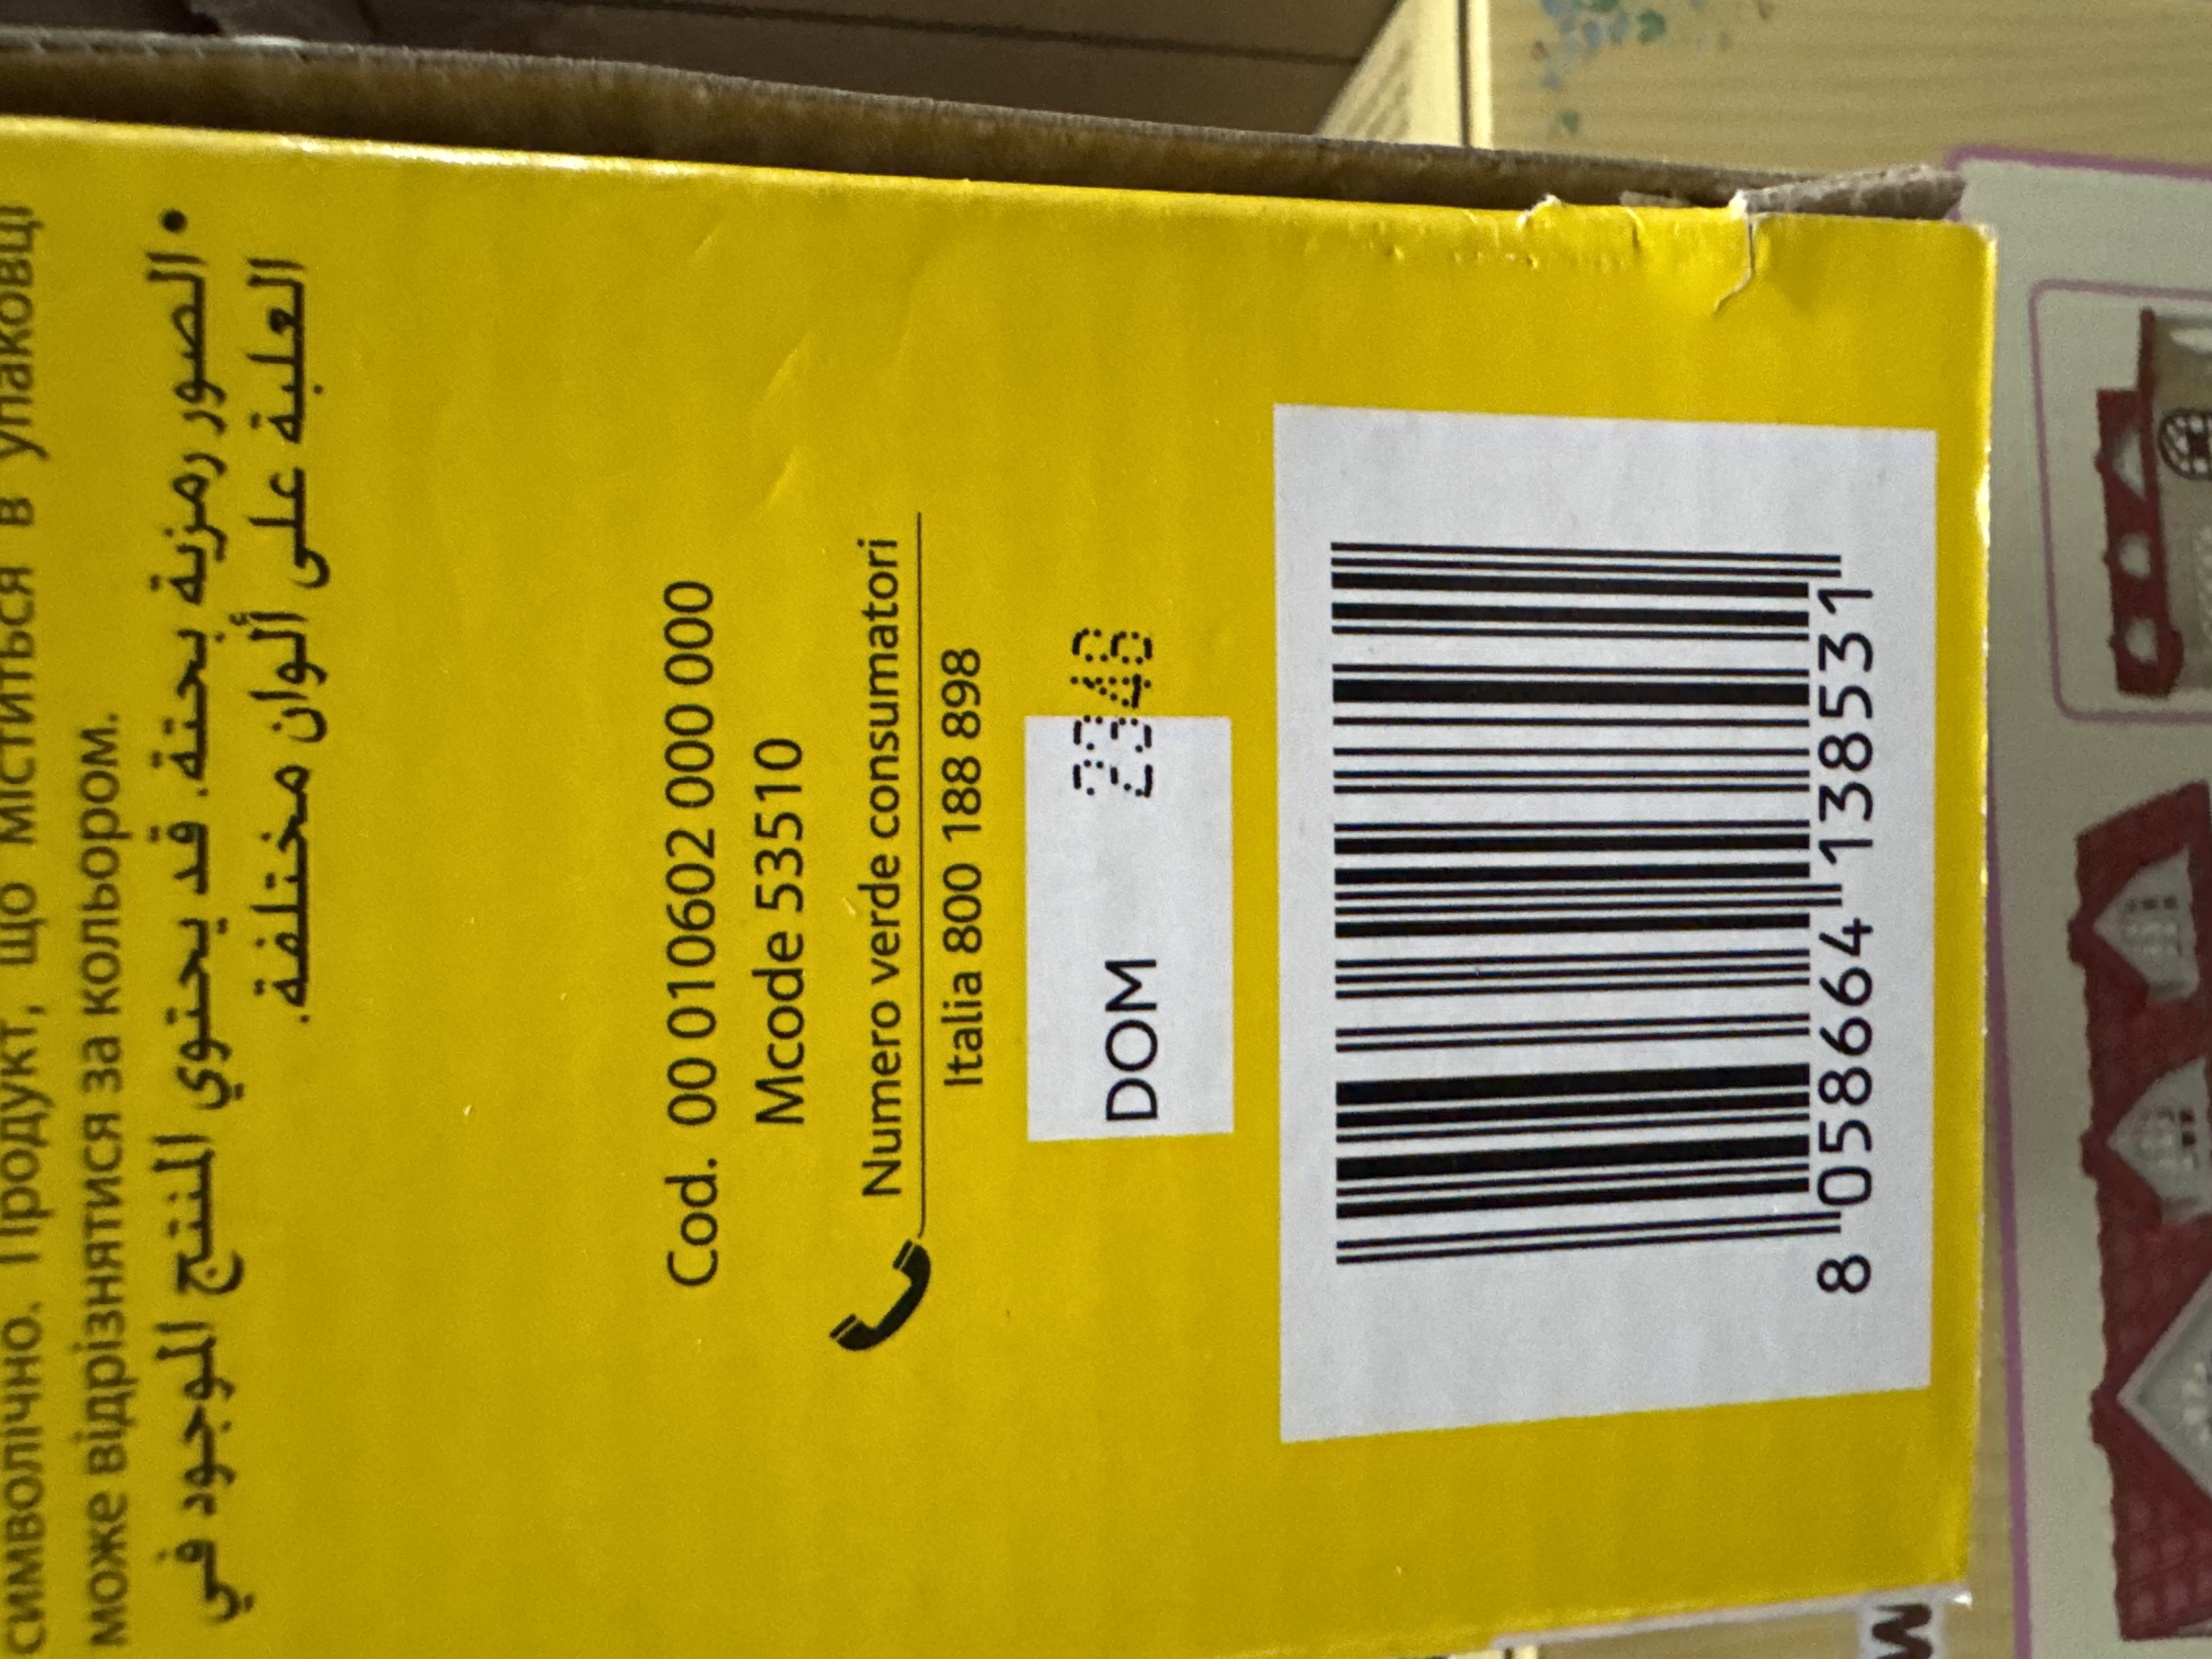 символічно. Продукт, що міститься в упаковці
може відрізнятися за кольором.
• الصور رمزية بحتة. قد يحتوي المنتج الموجود في
العلبة على ألوان مختلفة.
Cod. 00 010602 000 000
Mcode 53510
Numero verde consumatori
Italia 800 188 898
DOM 2348
8 058664 138531
M